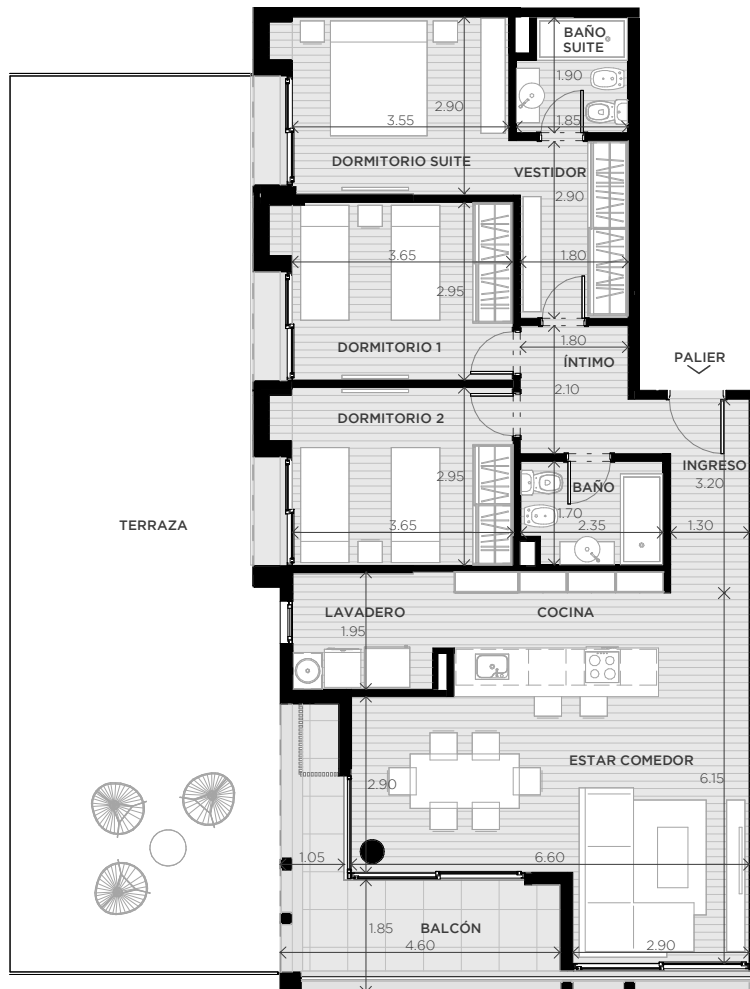 BAÑO
SUITE
1.90
2.90
3.55
1.85
DORMITORIO SUITE
VESTIDOR
2.90
3.65
1.80
2.95
1.80
DORMITORIO 1
ÍNTIMO
PALIER
2.10
DORMITORIO 2
INGRESO
3.20
2.95
BAÑO
1.70
TERRAZA
3.65
2.35
1.30
LAVADERO
COCINA
1.95
ESTAR COMEDOR
2.90
6.15
1.05
6.60
1.85
BALCÓN
4.60
2.90